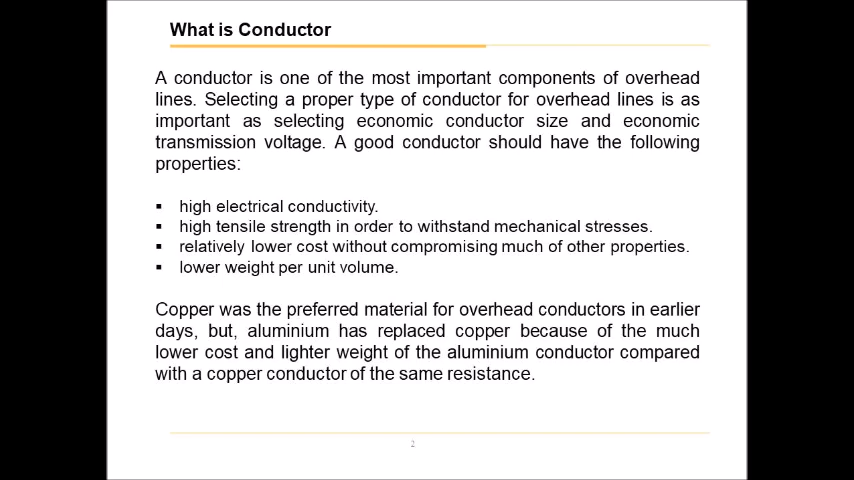 What is Conductor
A conductor is one of the most important components of overhead
lines. Selecting a proper type of conductor for overhead lines is as
important as selecting economic conductor size and economic
transmission voltage. A good conductor should have the following
properties:
▪ high electrical conductivity.
▪ high tensile strength in order to withstand mechanical stresses.
▪ relatively lower cost without compromising much of other properties.
▪ lower weight per unit volume.
Copper was the preferred material for overhead conductors in earlier
days, but, aluminium has replaced copper because of the much
lower cost and lighter weight of the aluminium conductor compared
with a copper conductor of the same resistance.
2